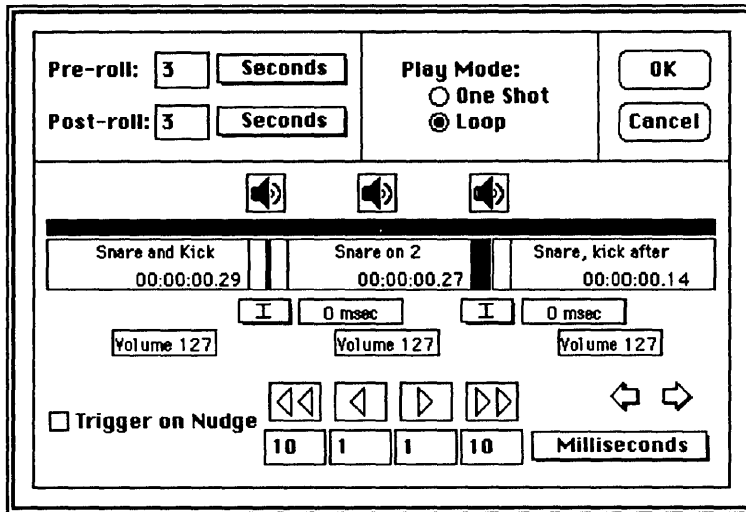 Pre-roll: 3 Seconds
Post-roll: 3 Seconds
Play Mode:
One Shot
Loop
OK
Cancel
Snare and Kick
00:00:00.29
Snare on 2
00:00:00.27
Snare, kick after
00:00:00.14
0 msec
0 msec
Volume 127
Volume 127
Volume 127
Trigger on Nudge
10 1 1 10 Milliseconds